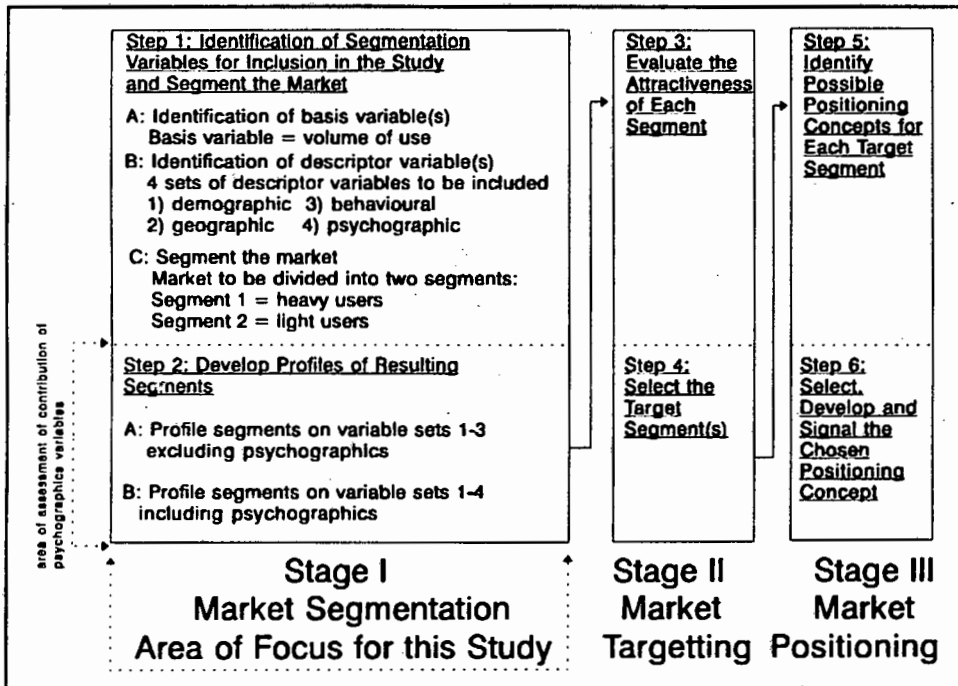 Step 1: Identification of Segmentation
Variables for Inclusion in the Study
and Segment the Market
A: Identification of basis variable(s)
Basis variable = volume of use
B: Identification of descriptor variable(s)
4 sets of descriptor variables to be included
1) demographic 3) behavioural
2) geographic 4) psychographic
C: Segment the market
Market to be divided into two segments:
Segment 1 = heavy users
Segment 2 = light users
Step 2: Develop Profiles of Resulting
Segments
A: Profile segments on variable sets 1-3
excluding psychographics
B: Profile segments on variable sets 1-4
including psychographics
area of assessment of contribution of
psychographics variables
Stage I
Market Segmentation
Area of Focus for this Study
Step 3:
Evaluate the
Attractiveness
of Each
Segment
Step 4:
Select the
Target
Segment(s)
Stage II
Market
Targetting
Step 5:
Identify
Possible
Positioning
Concepts for
Each Target
Segment
Step 6:
Select,
Develop and
Signal the
Chosen
Positioning
Concept
Stage III
Market
Positioning